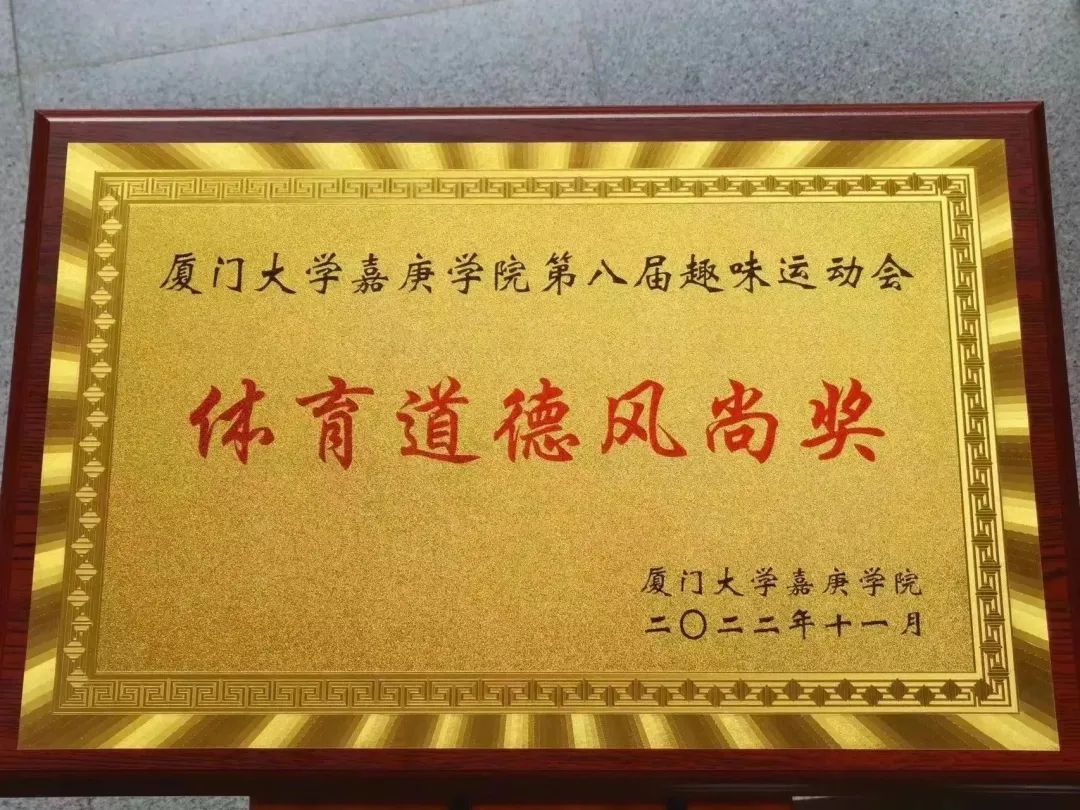 厦门大学嘉庚学院第八届趣味运动会
体育道德风尚奖
厦门大学嘉庚学院
二〇二二年十一月